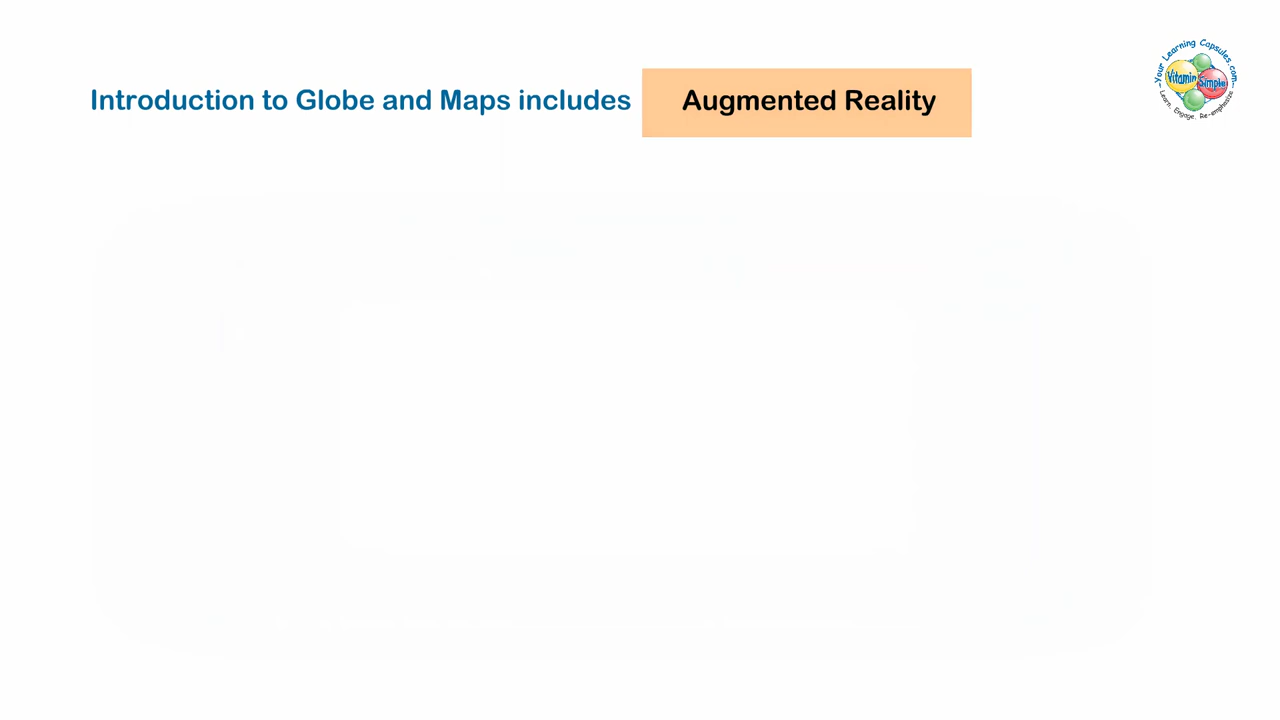 Introduction to Globe and Maps includes Augmented Reality
Your Learning Capsules.com
Vitamin Simple
Learn, Engage, Re-emphasize